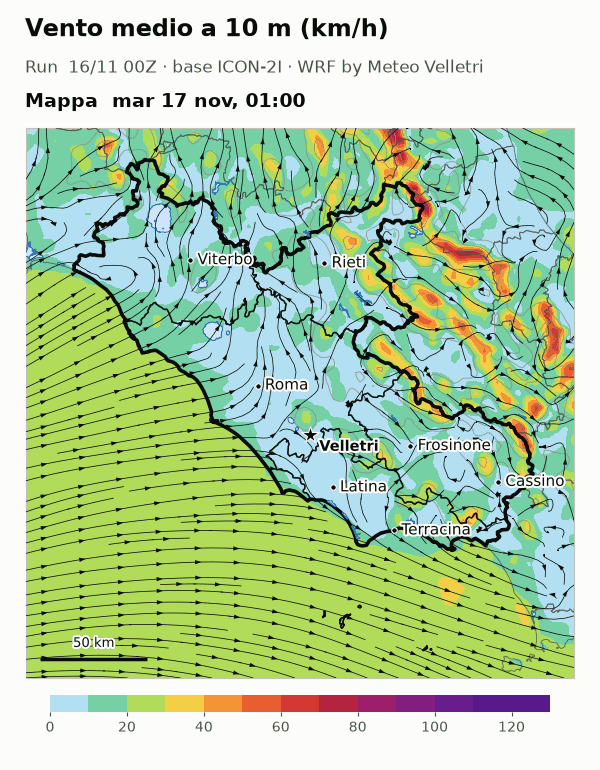 Vento medio a 10 m (km/h)
Run 16/11 00Z · base ICON-2I · WRF by Meteo Velletri
Mappa mar 17 nov, 01:00
Viterbo
Rieti
Roma
Velletri
Frosinone
Latina
Cassino
Terracina
50 km
0 20 40 60 80 100 120